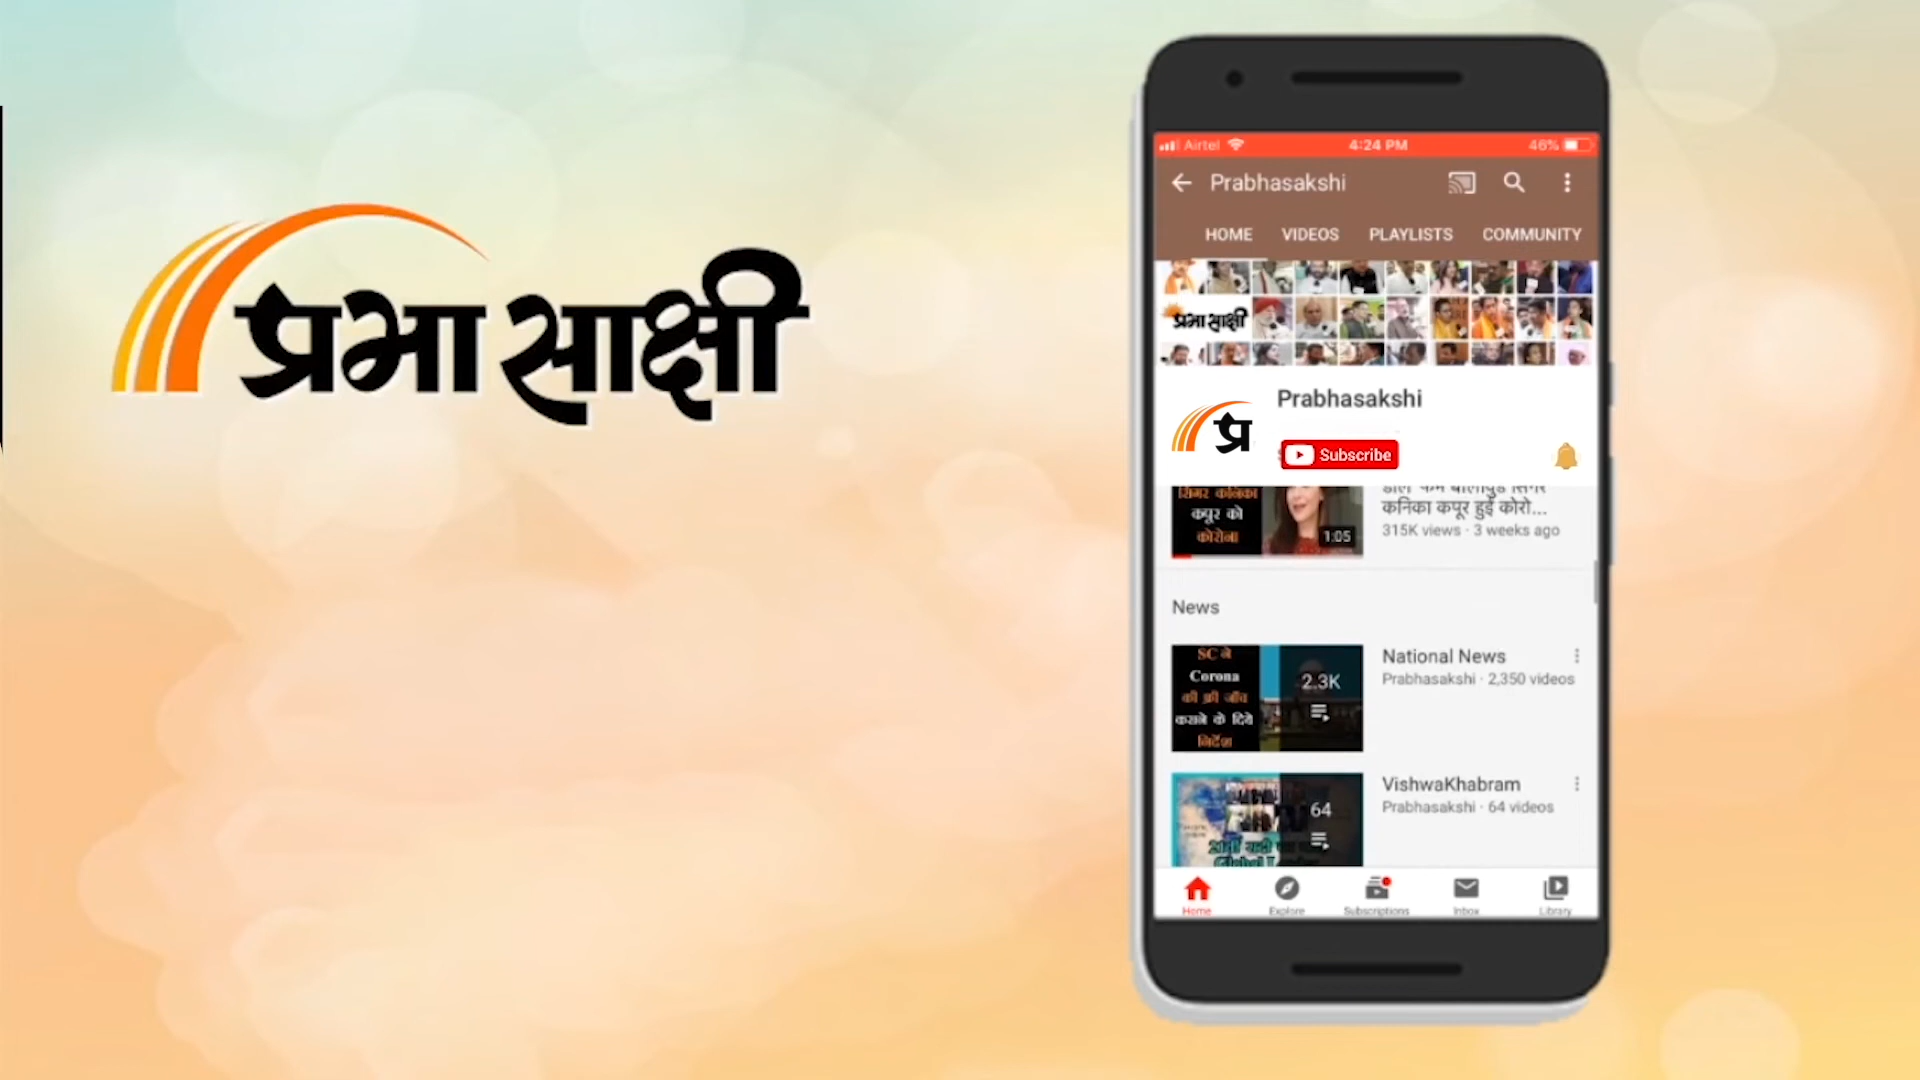 प्रभा साक्षी
Airtel 4:24 PM 46%
Prabhasakshi
HOME VIDEOS PLAYLISTS COMMUNITY
प्रभा साक्षी
Prabhasakshi
प्र
Subscribe
सिंगर कनिका
कपूर को
कोरोना
1:05
कनिका कपूर हुई कोरो...
315K views · 3 weeks ago
News
SC ने
Corona
की फ्री जाँच
कराने के दिये
निर्देश
2.3K
National News
Prabhasakshi · 2,350 videos
64
VishwaKhabram
Prabhasakshi · 64 videos
Home Explore Subscriptions Inbox Library